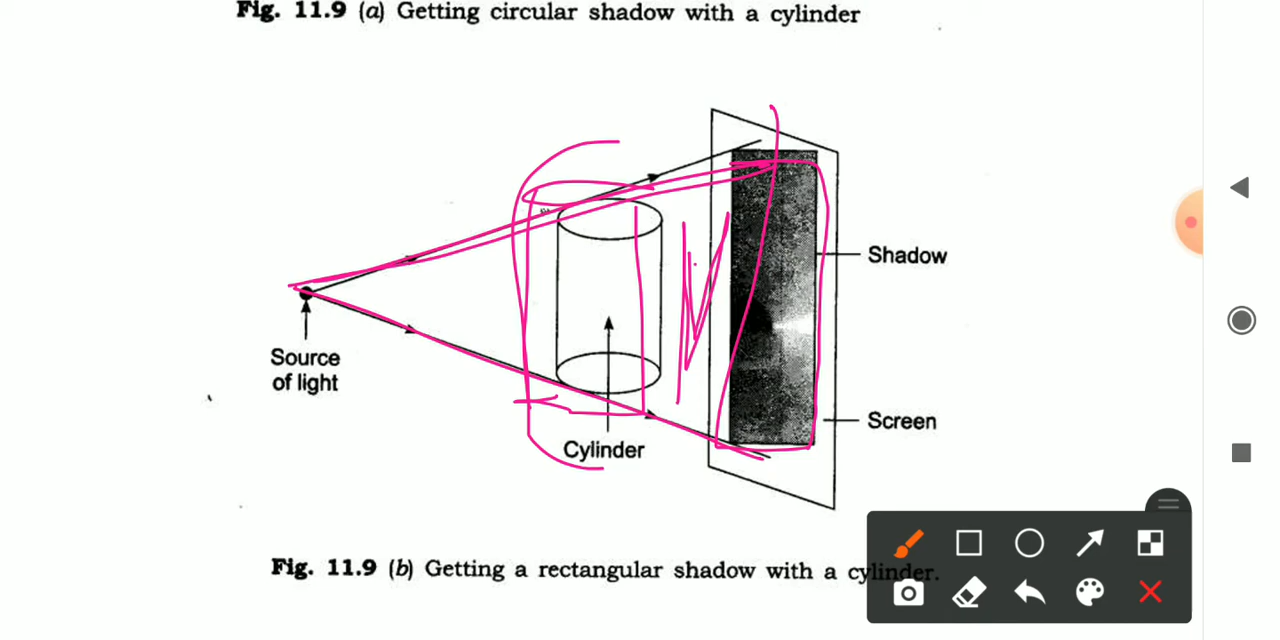 Fig. 11.9 (a) Getting circular shadow with a cylinder
Shadow
Source
of light
Screen
Cylinder
Fig. 11.9 (b) Getting a rectangular shadow with a cylinder.